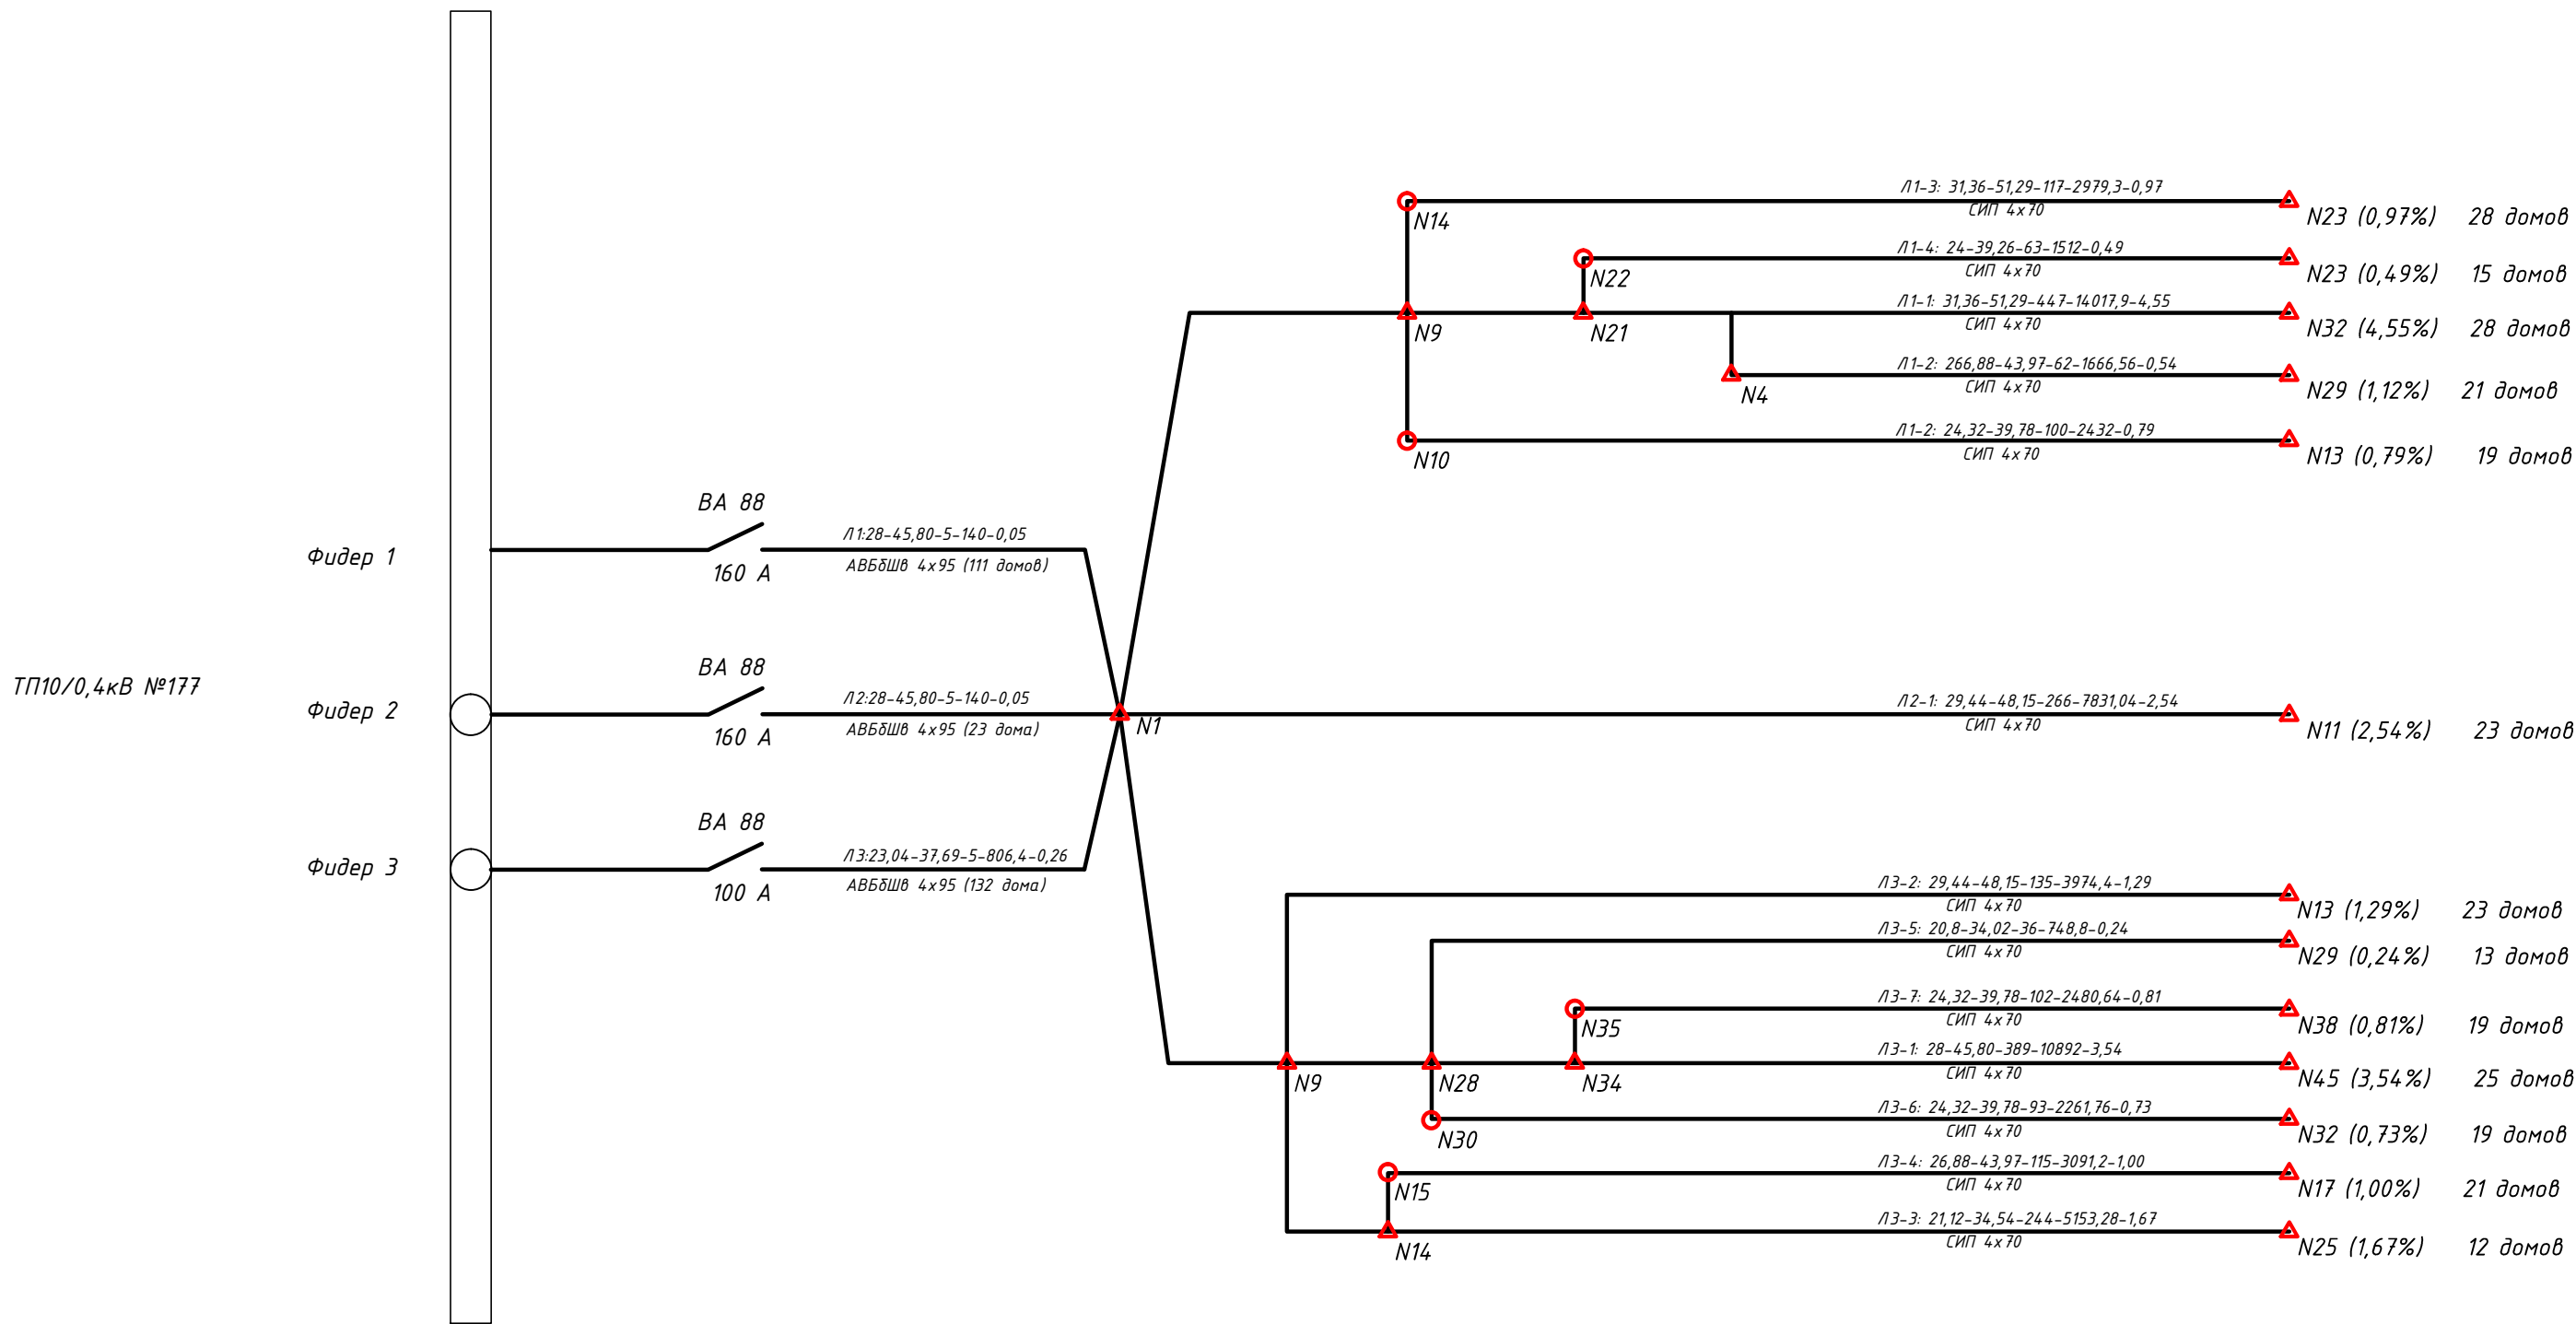 Л1-3: 31,36-51,29-117-2979,3-0,97
СИП 4х70
N14
N23 (0,97%) 28 домов
Л1-4: 24-39,26-63-1512-0,49
СИП 4х70
N22
N23 (0,49%) 15 домов
Л1-1: 31,36-51,29-447-14017,9-4,55
СИП 4х70
N9
N21
N32 (4,55%) 28 домов
Л1-2: 266,88-43,97-62-1666,56-0,54
СИП 4х70
N4
N29 (1,12%) 21 домов
Л1-2: 24,32-39,78-100-2432-0,79
СИП 4х70
N10
N13 (0,79%) 19 домов
ВА 88
Фидер 1
160 А
Л1:28-45,80-5-140-0,05
АВБбШв 4х95 (111 домов)
ТП10/0,4кВ №177
ВА 88
Фидер 2
160 А
Л2:28-45,80-5-140-0,05
АВБбШв 4х95 (23 дома)
N1
Л2-1: 29,44-48,15-266-7831,04-2,54
СИП 4х70
N11 (2,54%) 23 домов
ВА 88
Фидер 3
100 А
Л3:23,04-37,69-5-806,4-0,26
АВБбШв 4х95 (132 дома)
Л3-2: 29,44-48,15-135-3974,4-1,29
СИП 4х70
N13 (1,29%) 23 домов
Л3-5: 20,8-34,02-36-748,8-0,24
СИП 4х70
N29 (0,24%) 13 домов
Л3-7: 24,32-39,78-102-2480,64-0,81
СИП 4х70
N35
N38 (0,81%) 19 домов
Л3-1: 28-45,80-389-10892-3,54
СИП 4х70
N9
N28
N34
N45 (3,54%) 25 домов
Л3-6: 24,32-39,78-93-2261,76-0,73
СИП 4х70
N30
N32 (0,73%) 19 домов
Л3-4: 26,88-43,97-115-3091,2-1,00
СИП 4х70
N15
N17 (1,00%) 21 домов
Л3-3: 21,12-34,54-244-5153,28-1,67
СИП 4х70
N14
N25 (1,67%) 12 домов